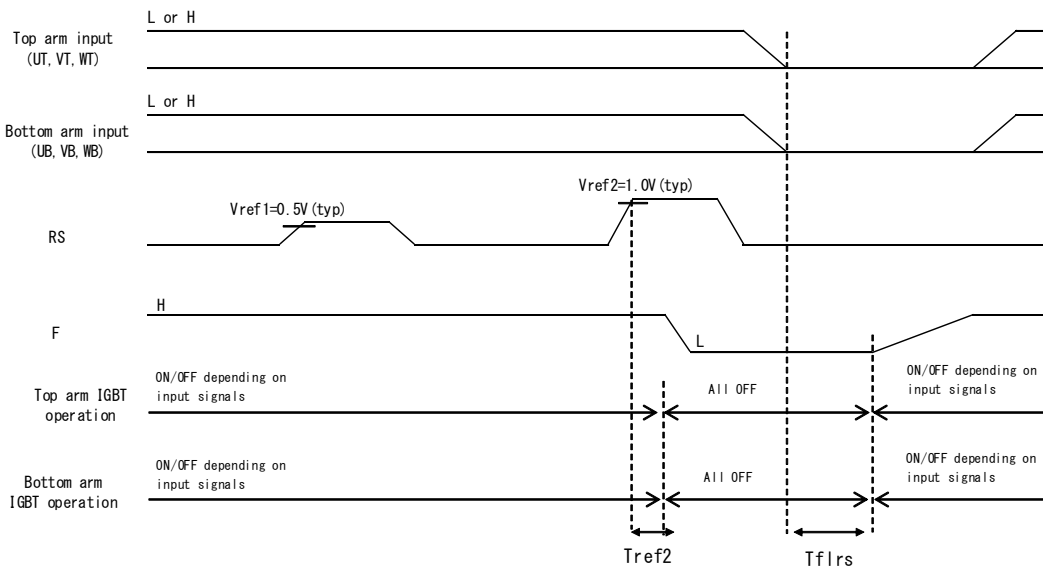 L or H
Top arm input
(UT, VT, WT)
L or H
Bottom arm input
(UB, VB, WB)
Vref1=0.5V(typ)
Vref2=1.0V(typ)
RS
H
F
L
ON/OFF depending on
input signals
All OFF
ON/OFF depending on
input signals
Top arm IGBT
operation
ON/OFF depending on
input signals
All OFF
ON/OFF depending on
input signals
Bottom arm
IGBT operation
Tref2
Tflrs